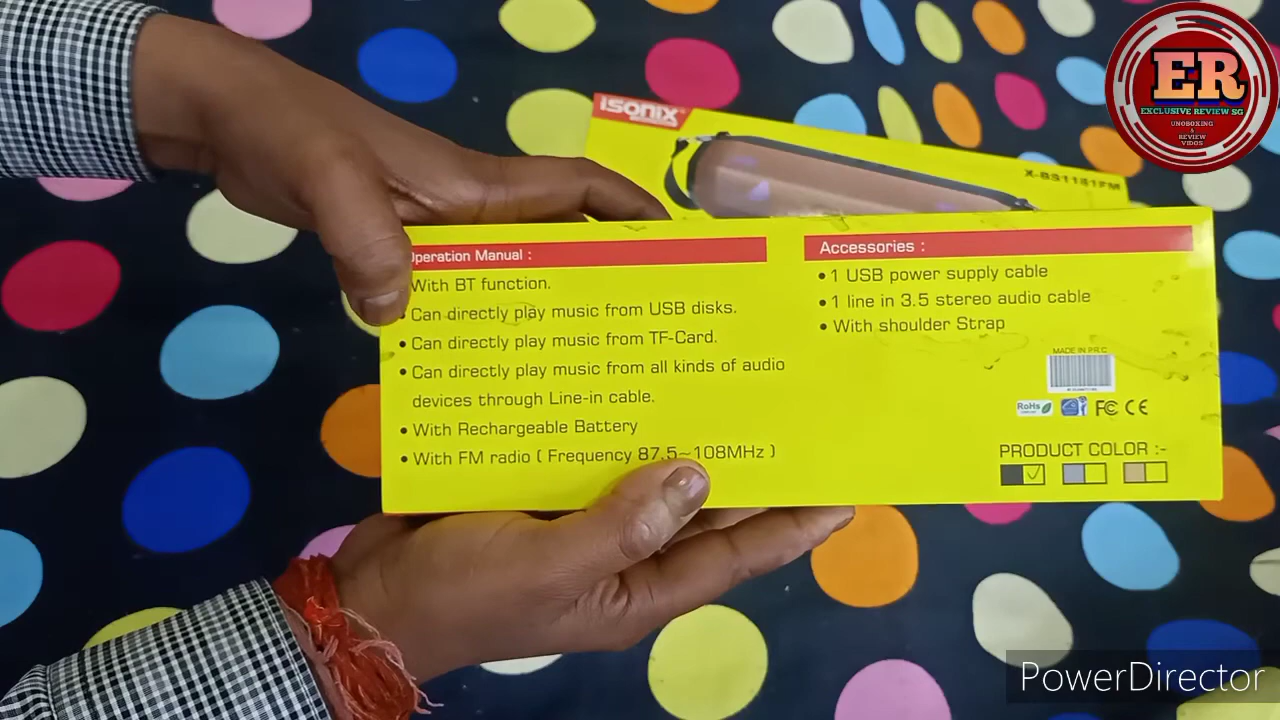 ER
EXCLUSIVE REVIEW SG
UNOBOXING
&
REVIEW
VIDOS
isonix
X-BS1181FM
Operation Manual :
With BT function.
• Can directly play music from USB disks.
• Can directly play music from TF-Card.
• Can directly play music from all kinds of audio
devices through Line-in cable.
• With Rechargeable Battery
• With FM radio ( Frequency 87.5~108MHz )
Accessories :
• 1 USB power supply cable
• 1 line in 3.5 stereo audio cable
• With shoulder Strap
MADE IN P.R.C
RoHS
FC CE
PRODUCT COLOR :-
PowerDirector